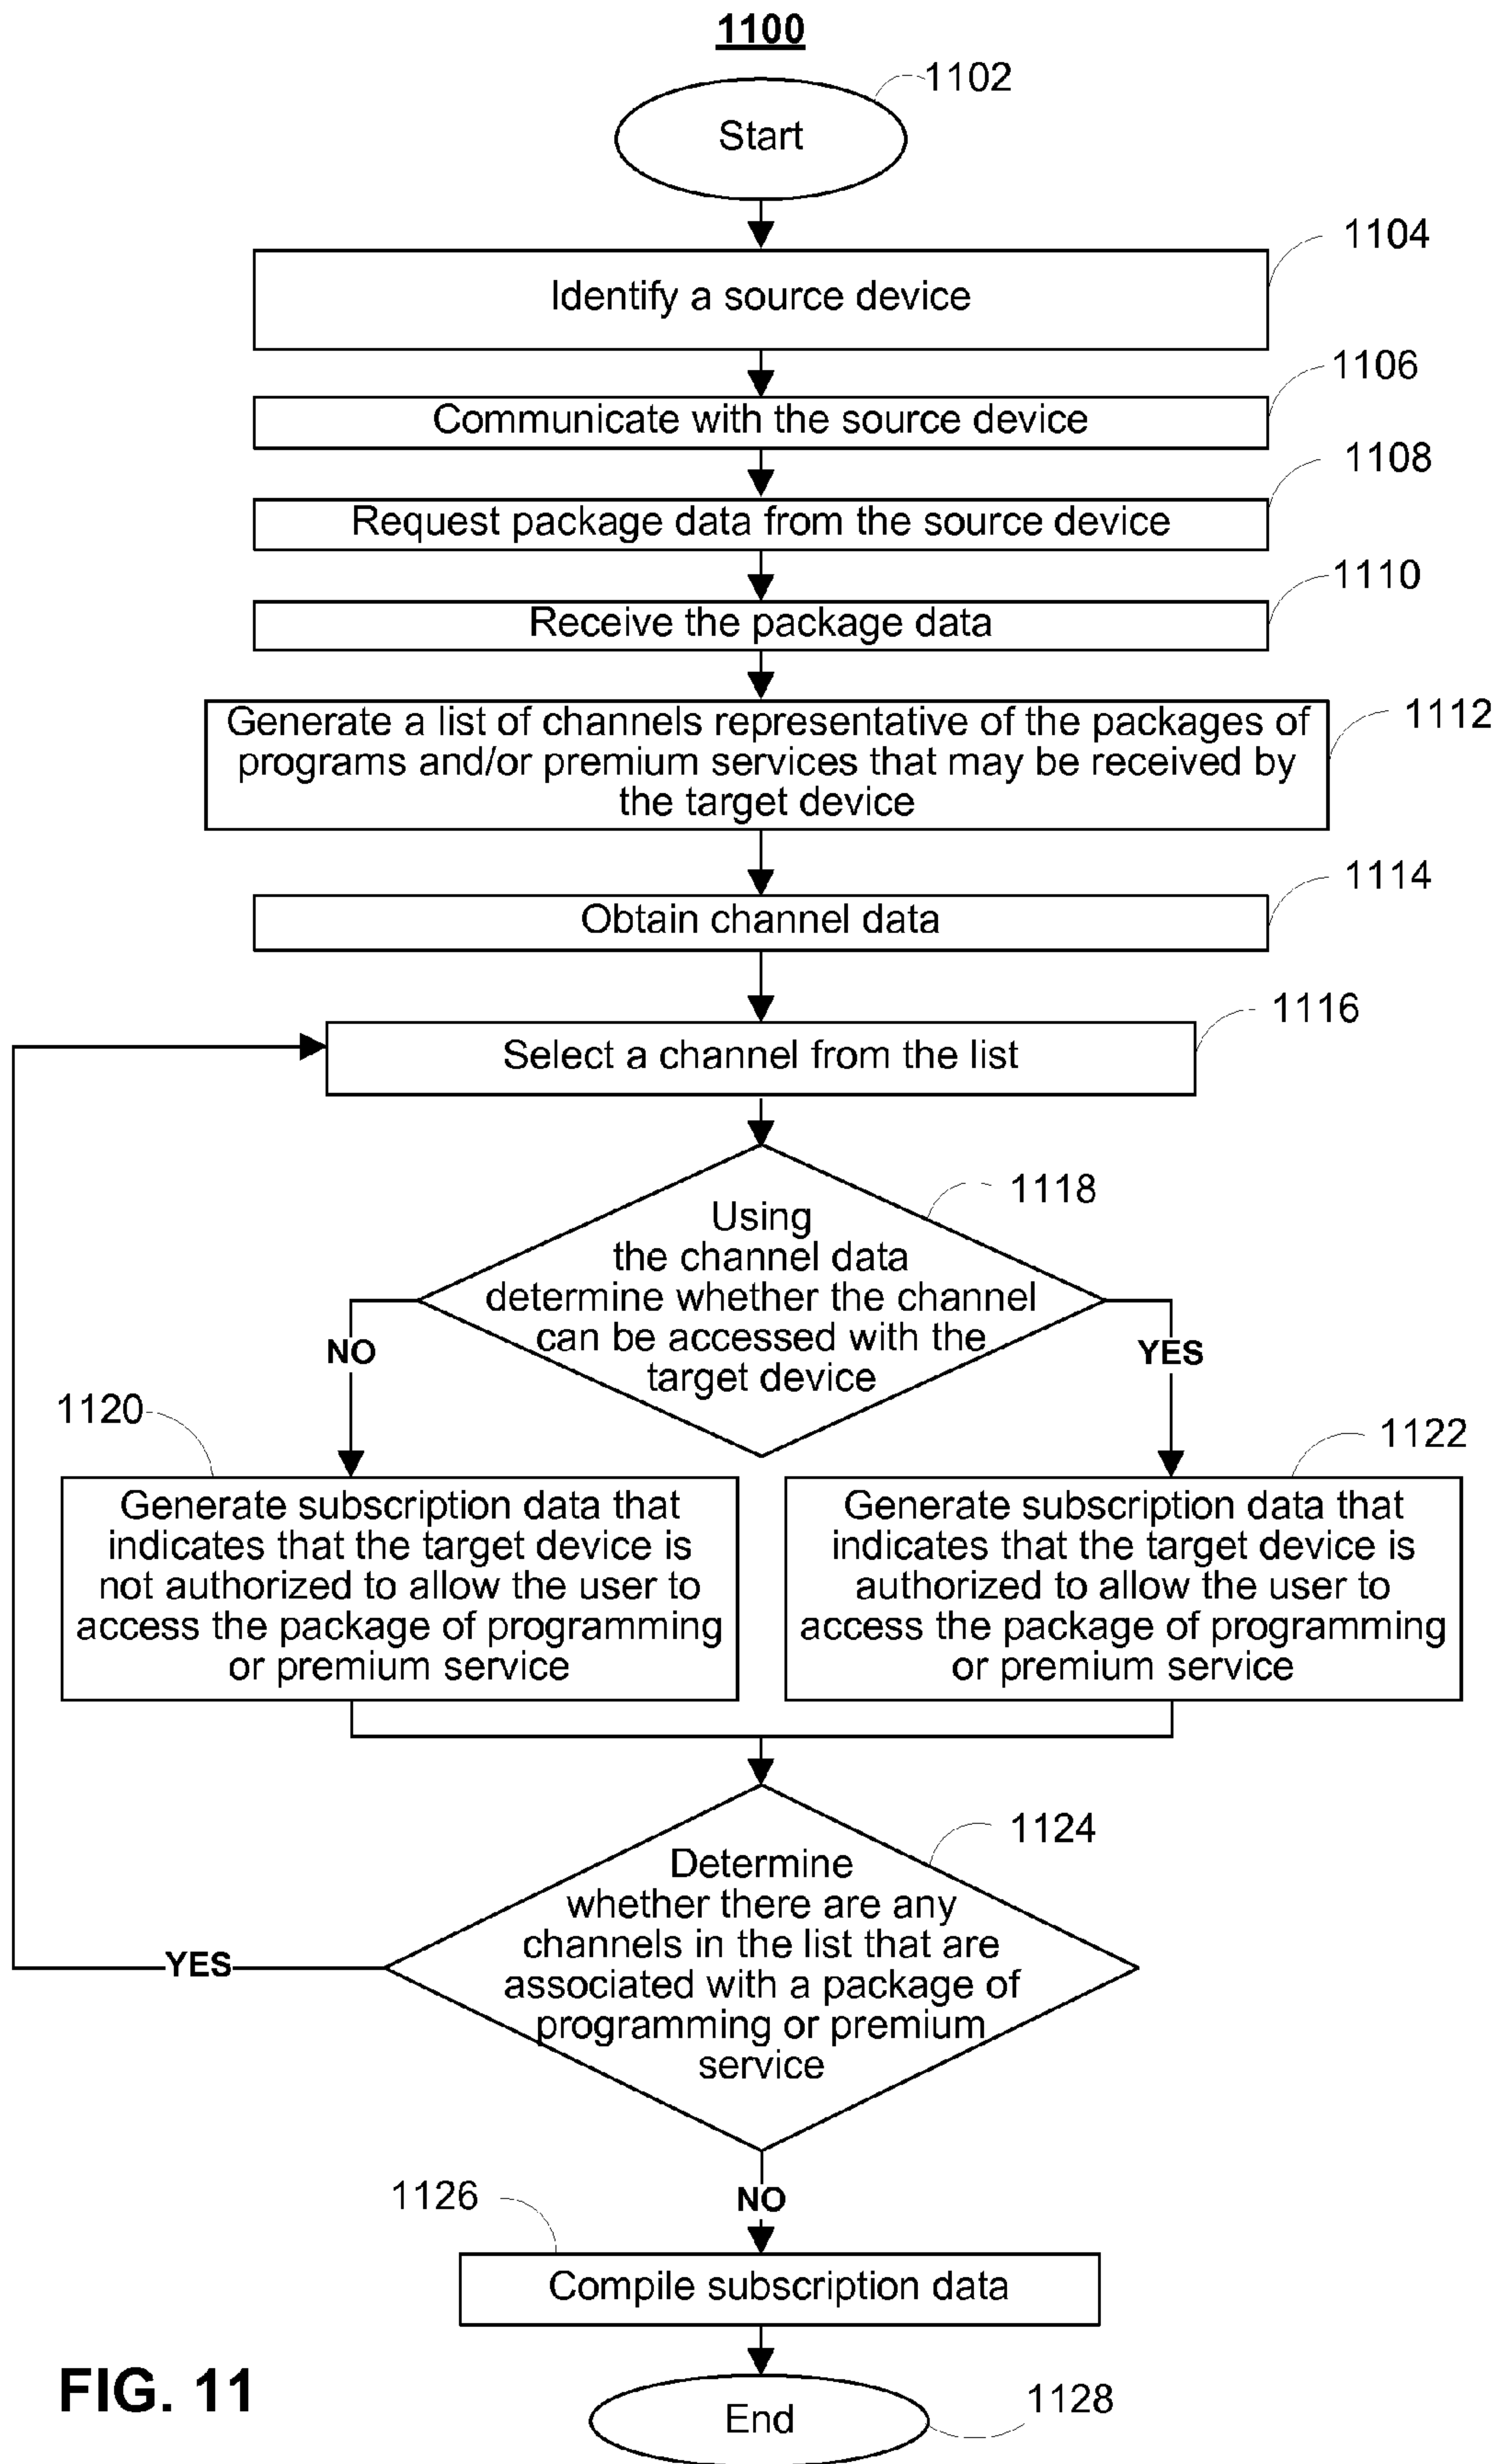 1100
1102
Start
1104
Identify a source device
1106
Communicate with the source device
1108
Request package data from the source device
1110
Receive the package data
1112
Generate a list of channels representative of the packages of
programs and/or premium services that may be received by
the target device
1114
Obtain channel data
1116
Select a channel from the list
1118
Using
the channel data
determine whether the channel
can be accessed with the
target device
NO
YES
1120
1122
Generate subscription data that
indicates that the target device is
not authorized to allow the user to
access the package of programming
or premium service
Generate subscription data that
indicates that the target device is
authorized to allow the user to
access the package of programming
or premium service
1124
Determine
whether there are any
channels in the list that are
associated with a package of
programming or premium
service
YES
NO
1126
Compile subscription data
FIG. 11
End
1128